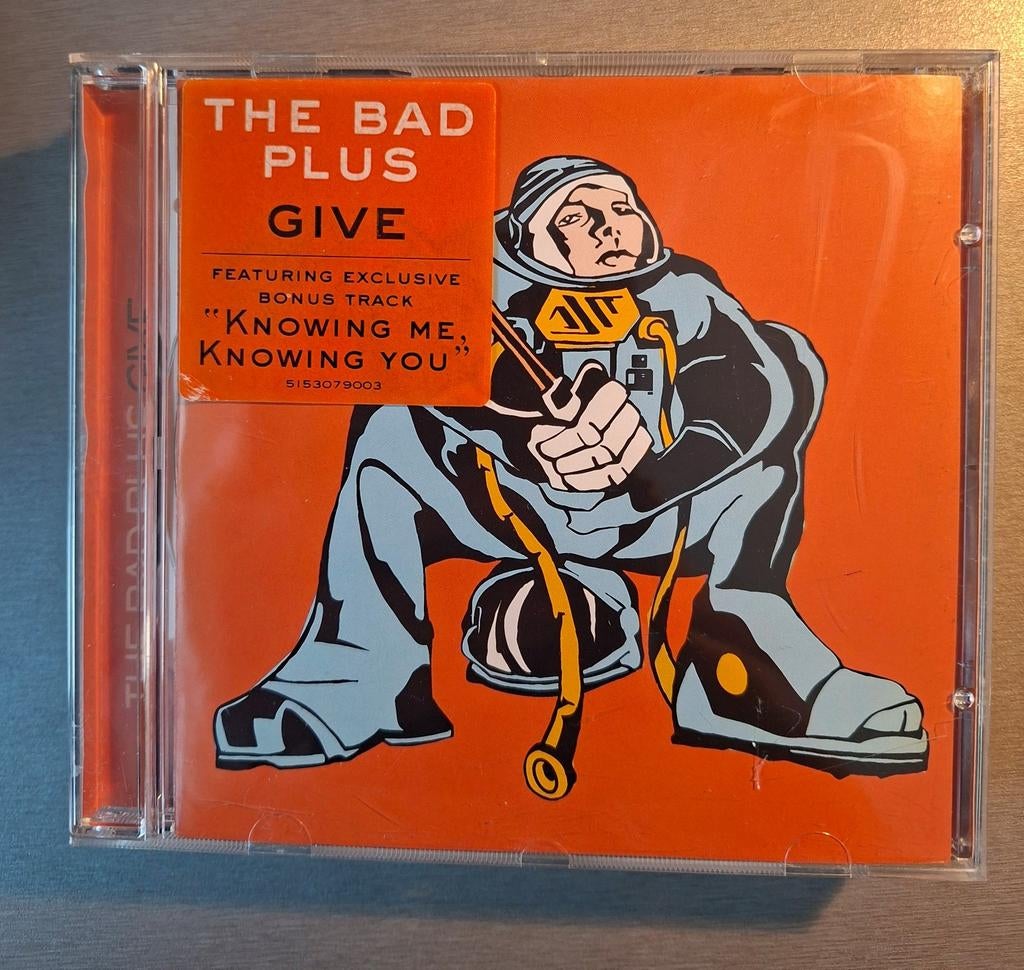 THE BAD
PLUS
GIVE
FEATURING EXCLUSIVE
BONUS TRACK
"KNOWING ME,
KNOWING YOU"
5153079003
THE BAD PLUS GIVE